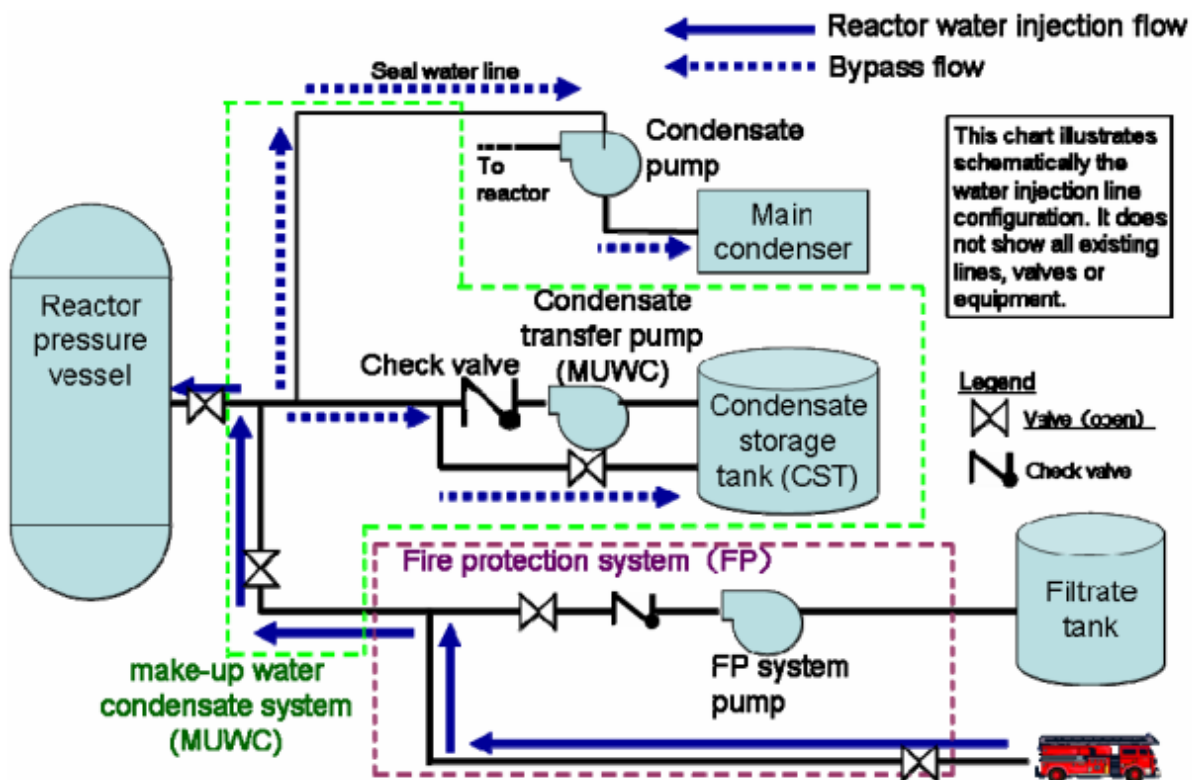 Reactor water injection flow
Bypass flow
Seal water line
Condensate
pump
To
reactor
Main
condenser
This chart illustrates
schematically the
water injection line
configuration. It does
not show all existing
lines, valves or
equipment.
Reactor
pressure
vessel
Condensate
transfer pump
(MUWC)
Check valve
Condensate
storage
tank (CST)
Legend
Valve (open)
Check valve
Fire protection system (FP)
Filtrate
tank
FP system
pump
make-up water
condensate system
(MUWC)